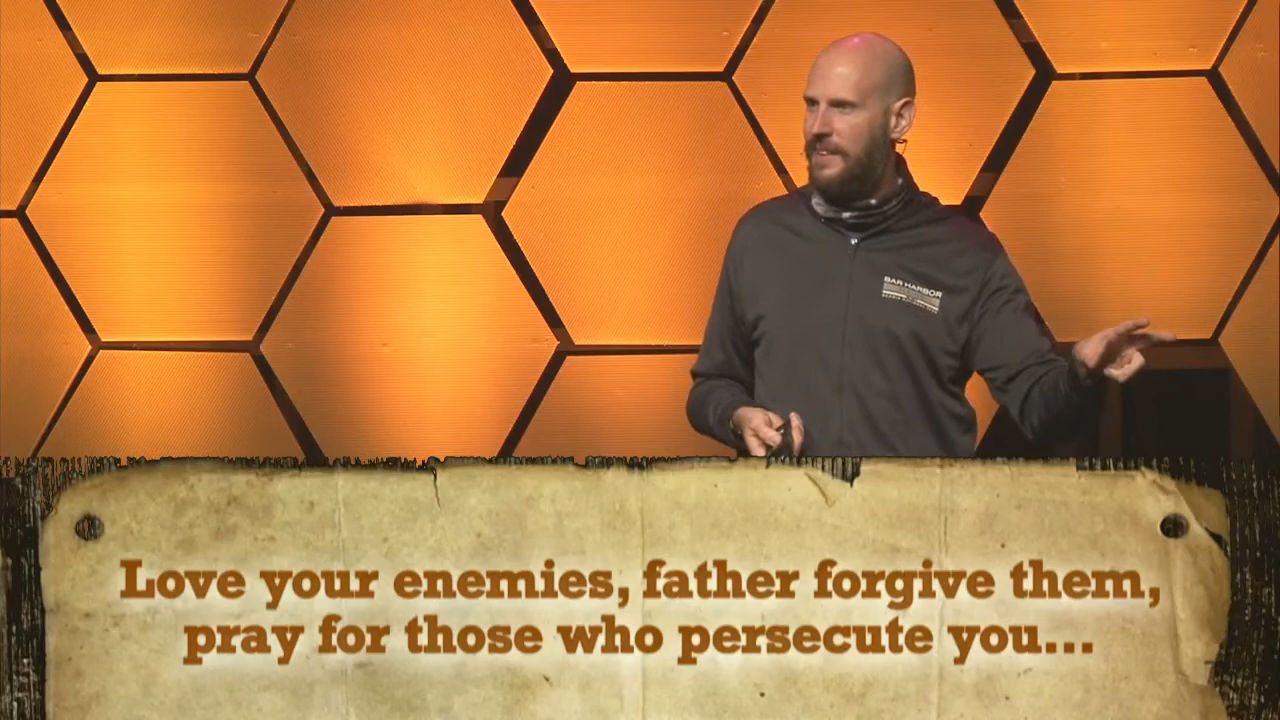 BAR HARBOR
Love your enemies, father forgive them,
pray for those who persecute you...